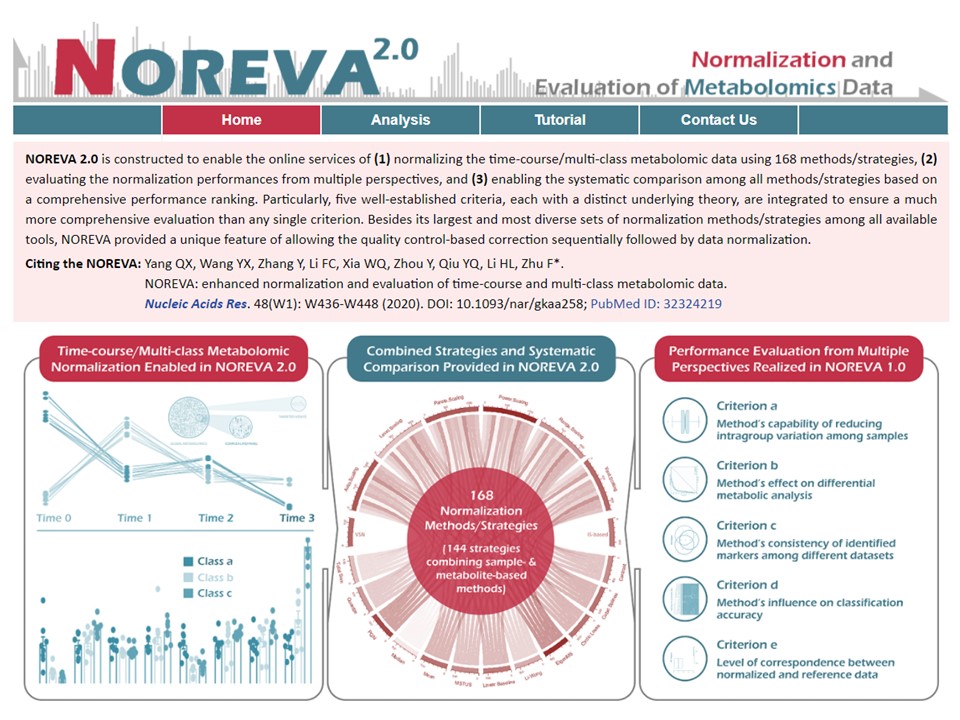 NOREVA 2.0
Normalization and
Evaluation of Metabolomics Data
Home
Analysis
Tutorial
Contact Us
NOREVA 2.0 is constructed to enable the online services of (1) normalizing the time-course/multi-class metabolomic data using 168 methods/strategies, (2)
evaluating the normalization performances from multiple perspectives, and (3) enabling the systematic comparison among all methods/strategies based on
a comprehensive performance ranking. Particularly, five well-established criteria, each with a distinct underlying theory, are integrated to ensure a much
more comprehensive evaluation than any single criterion. Besides its largest and most diverse sets of normalization methods/strategies among all available
tools, NOREVA provided a unique feature of allowing the quality control-based correction sequentially followed by data normalization.
Citing the NOREVA: Yang QX, Wang YX, Zhang Y, Li FC, Xia WQ, Zhou Y, Qiu YQ, Li HL, Zhu F*.
NOREVA: enhanced normalization and evaluation of time-course and multi-class metabolomic data.
Nucleic Acids Res. 48(W1): W436-W448 (2020). DOI: 10.1093/nar/gkaa258; PubMed ID: 32324219
Time-course/Multi-class Metabolomic
Normalization Enabled in NOREVA 2.0
Time 0
Time 1
Time 2
Time 3
Class a
Class b
Class c
Combined Strategies and Systematic
Comparison Provided in NOREVA 2.0
Pareto Scaling
Power Scaling
Range Scaling
Level Scaling
Auto Scaling
Vast Scaling
VSN
IS-based
Total Sum
Contrast
Quantile
Cubic Splines
PQN
Cyclic Loess
Median
EigenMS
Mean
MSTUS
Linear Baseline
Li-Wong
168
Normalization
Methods/Strategies
(144 strategies
combining sample- &
metabolite-based
methods)
Performance Evaluation from Multiple
Perspectives Realized in NOREVA 1.0
Criterion a
Method's capability of reducing
intragroup variation among samples
Criterion b
Method's effect on differential
metabolic analysis
Criterion c
Method's consistency of identified
markers among different datasets
Criterion d
Method's influence on classification
accuracy
Criterion e
Level of correspondence between
normalized and reference data